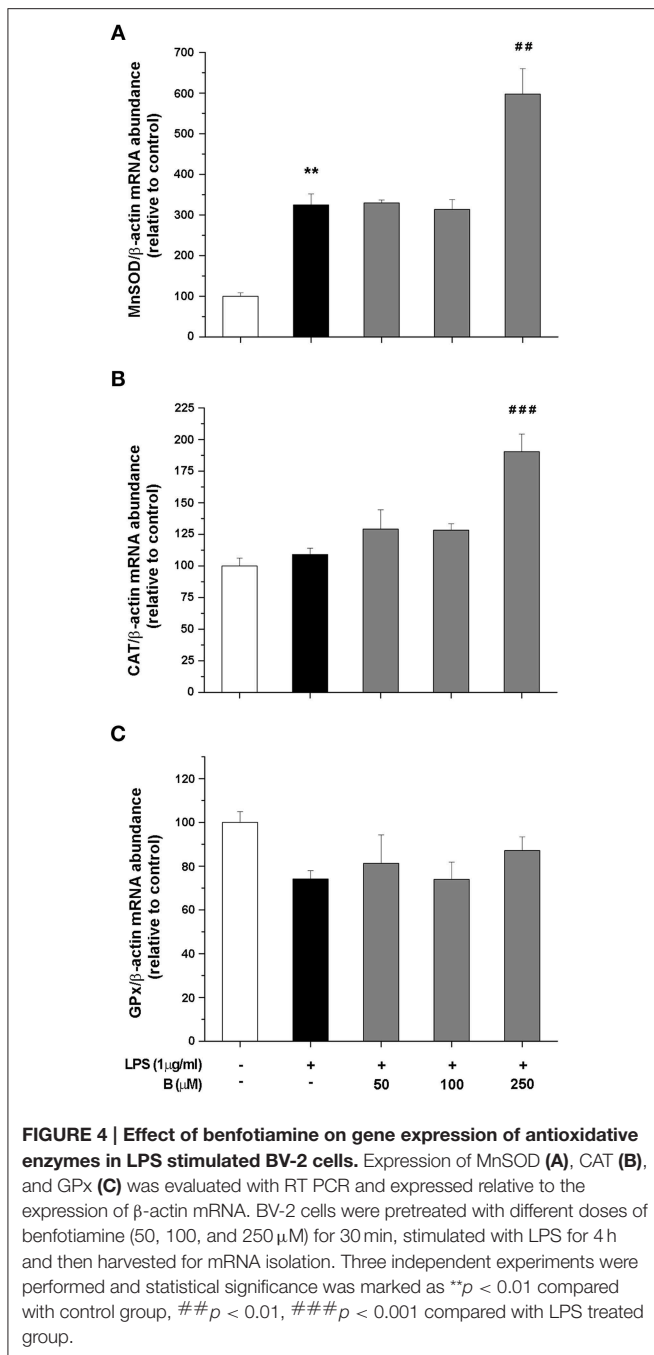 A
##
**
700
600
500
400
300
200
100
0
MnSOD/β-actin mRNA abundance
(relative to control)
B
###
225
200
175
150
125
100
75
50
25
0
CAT/β-actin mRNA abundance
(relative to control)
C
120
100
80
60
40
20
0
GPx/β-actin mRNA abundance
(relative to control)
LPS (1μg/ml) - + + + +
B (μM) - - 50 100 250
FIGURE 4 | Effect of benfotiamine on gene expression of antioxidative
enzymes in LPS stimulated BV-2 cells. Expression of MnSOD (A), CAT (B),
and GPx (C) was evaluated with RT PCR and expressed relative to the
expression of β-actin mRNA. BV-2 cells were pretreated with different doses of
benfotiamine (50, 100, and 250 μM) for 30 min, stimulated with LPS for 4 h
and then harvested for mRNA isolation. Three independent experiments were
performed and statistical significance was marked as **p < 0.01 compared
with control group, ##p < 0.01, ###p < 0.001 compared with LPS treated
group.